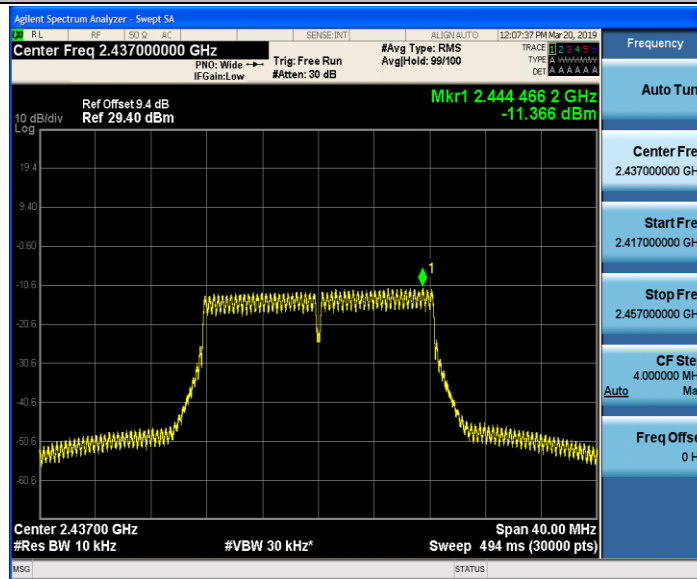 Agilent Spectrum Analyzer - Swept SA
RL RF 50 Ω AC SENSE:INT ALIGNAUTO 12:07:37 PM Mar 20, 2019
Center Freq 2.437000000 GHz
PNO: Wide
IFGain:Low
Trig: Free Run
#Atten: 30 dB
#Avg Type: RMS
Avg|Hold: 99/100
TRACE 1 2 3 4 5 6
TYPE A WWWWW
DET A A A A A A
Ref Offset 9.4 dB
10 dB/div Ref 29.40 dBm
Log
Mkr1 2.444 466 2 GHz
-11.366 dBm
19.4
9.40
-0.60
-10.6
-20.6
-30.6
-40.6
-50.6
-60.6
1
Center 2.43700 GHz Span 40.00 MHz
#Res BW 10 kHz #VBW 30 kHz* Sweep 494 ms (30000 pts)
MSG STATUS
Frequency
Auto Tun
Center Fre
2.437000000 GH
Start Fre
2.417000000 GH
Stop Fre
2.457000000 GH
CF Ste
4.000000 MH
Auto Ma
Freq Offse
0 H